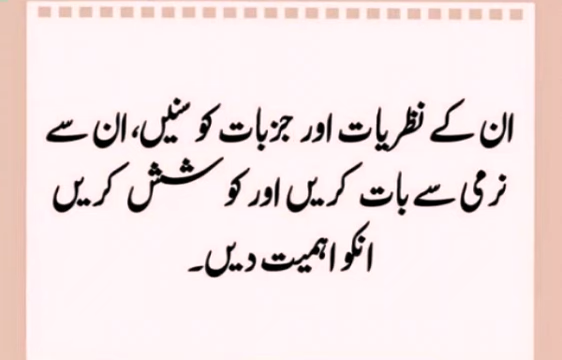 ان کے نظریات اور جزبات کو سنیں، ان سے
نرمی سے بات کریں اور کوشش کریں
انکو اہمیت دیں۔